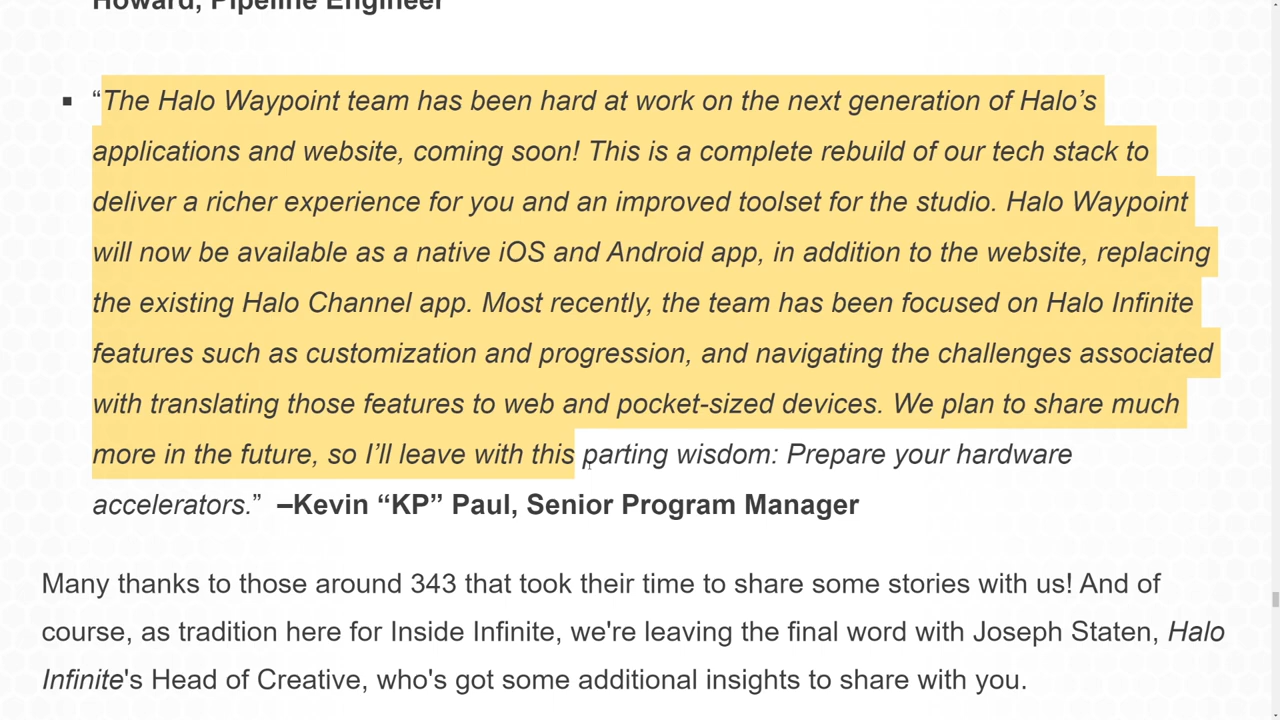 Howard, Pipeline Engineer
▪ “The Halo Waypoint team has been hard at work on the next generation of Halo’s
applications and website, coming soon! This is a complete rebuild of our tech stack to
deliver a richer experience for you and an improved toolset for the studio. Halo Waypoint
will now be available as a native iOS and Android app, in addition to the website, replacing
the existing Halo Channel app. Most recently, the team has been focused on Halo Infinite
features such as customization and progression, and navigating the challenges associated
with translating those features to web and pocket-sized devices. We plan to share much
more in the future, so I’ll leave with this parting wisdom: Prepare your hardware
accelerators.”  –Kevin “KP” Paul, Senior Program Manager
Many thanks to those around 343 that took their time to share some stories with us! And of
course, as tradition here for Inside Infinite, we're leaving the final word with Joseph Staten, Halo
Infinite's Head of Creative, who's got some additional insights to share with you.